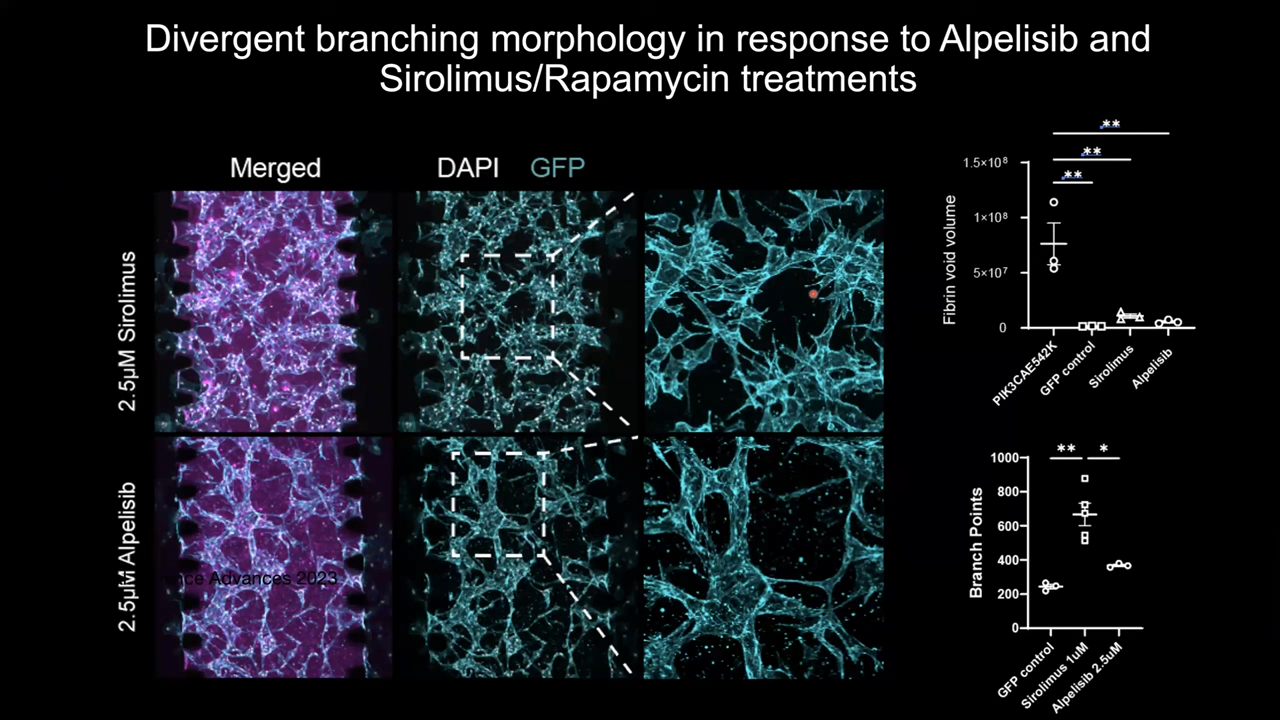 Divergent branching morphology in response to Alpelisib and
Sirolimus/Rapamycin treatments
Merged
DAPI GFP
2.5µM Sirolimus
2.5µM Alpelisib
nce Advances 2023
**
**
**
Fibrin void volume
1.5×10⁸
1×10⁸
5×10⁷
0
PIK3CAE542K
GFP control
Sirolimus
Alpelisib
** *
Branch Points
1000
800
600
400
200
0
GFP control
Sirolimus 1uM
Alpelisib 2.5uM